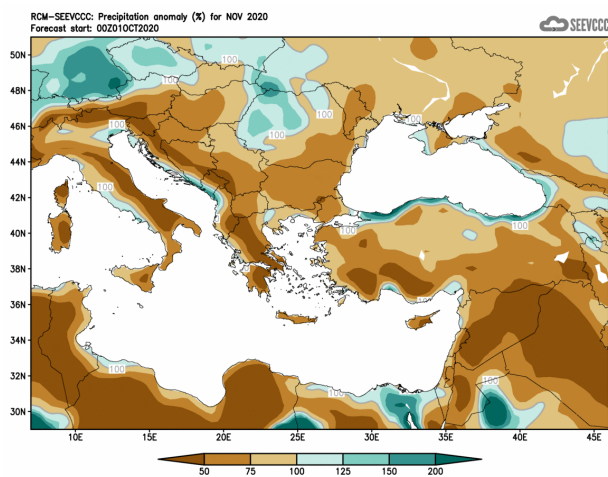 RCM-SEEVCCC: Precipitation anomaly (%) for NOV 2020
Forecast start: 00Z01OCT2020
SEEVCCC
50N
48N
46N
44N
42N
40N
38N
36N
34N
32N
30N
100
100
100
100
100
100
100
100
100
100
100
100
100
10E
15E
20E
25E
30E
35E
40E
45E
50
75
100
125
150
200